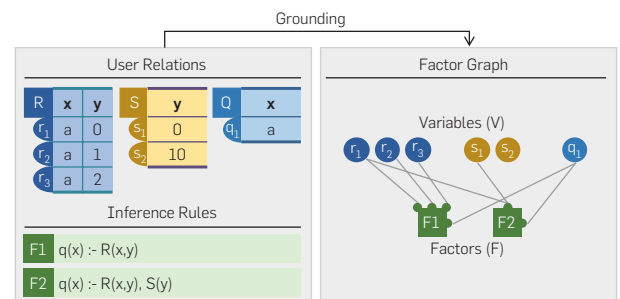 Grounding
User Relations
R x y
r1 a 0
r2 a 1
r3 a 2
S y
s1 0
s2 10
Q x
q1 a
Inference Rules
F1 q(x) :- R(x,y)
F2 q(x) :- R(x,y), S(y)
Factor Graph
Variables (V)
r1 r2 r3 s1 s2 q1
F1 F2
Factors (F)